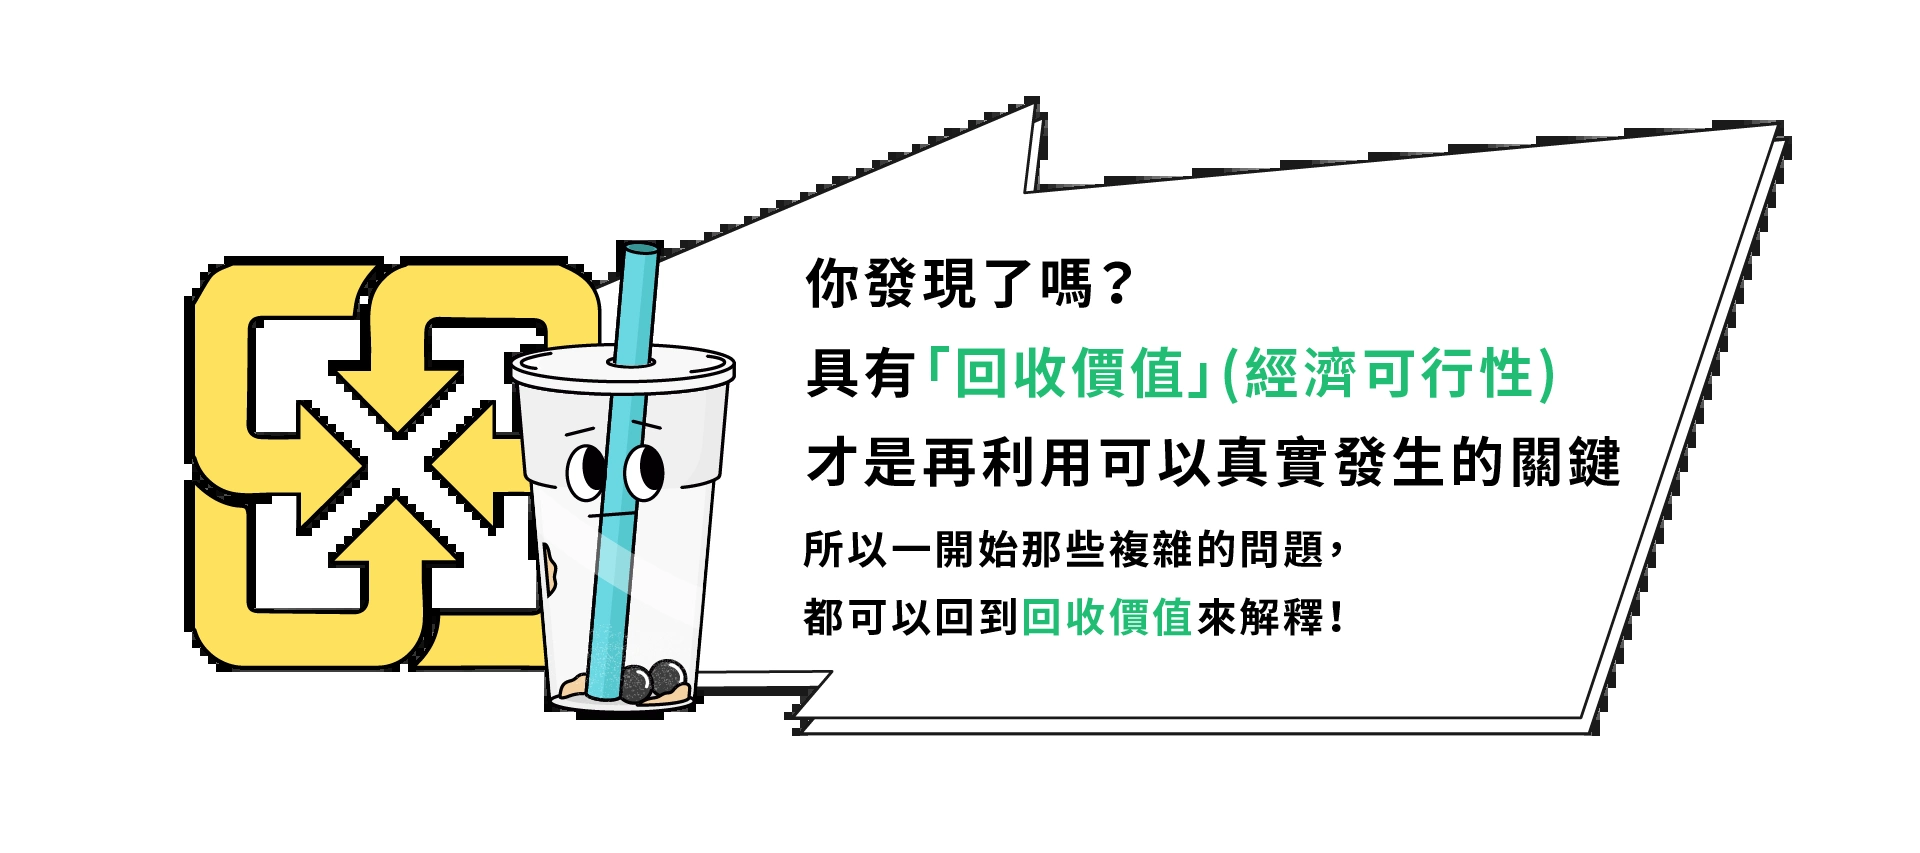 你發現了嗎？
具有「回收價值」(經濟可行性)
才是再利用可以真實發生的關鍵
所以一開始那些複雜的問題，
都可以回到回收價值來解釋！